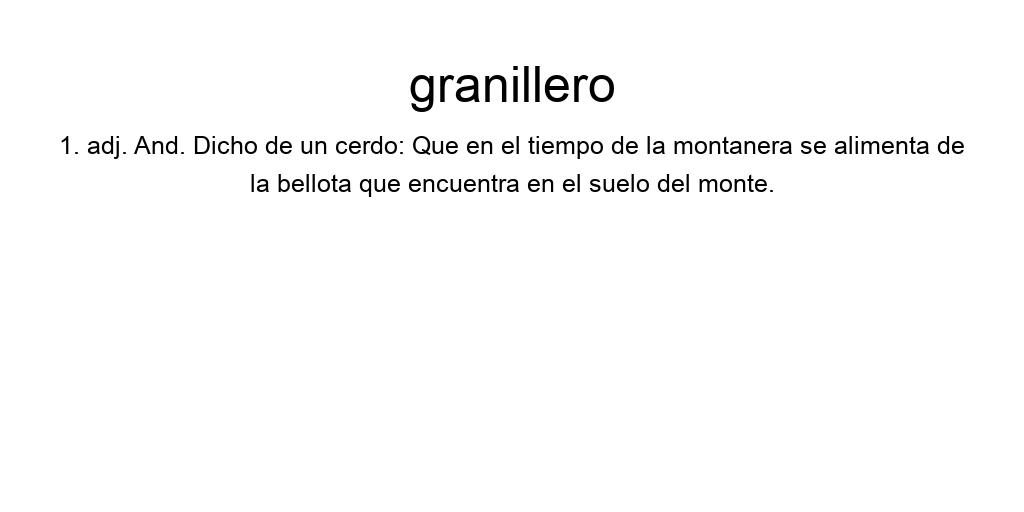 granillero
1. adj. And. Dicho de un cerdo: Que en el tiempo de la montanera se alimenta de
la bellota que encuentra en el suelo del monte.